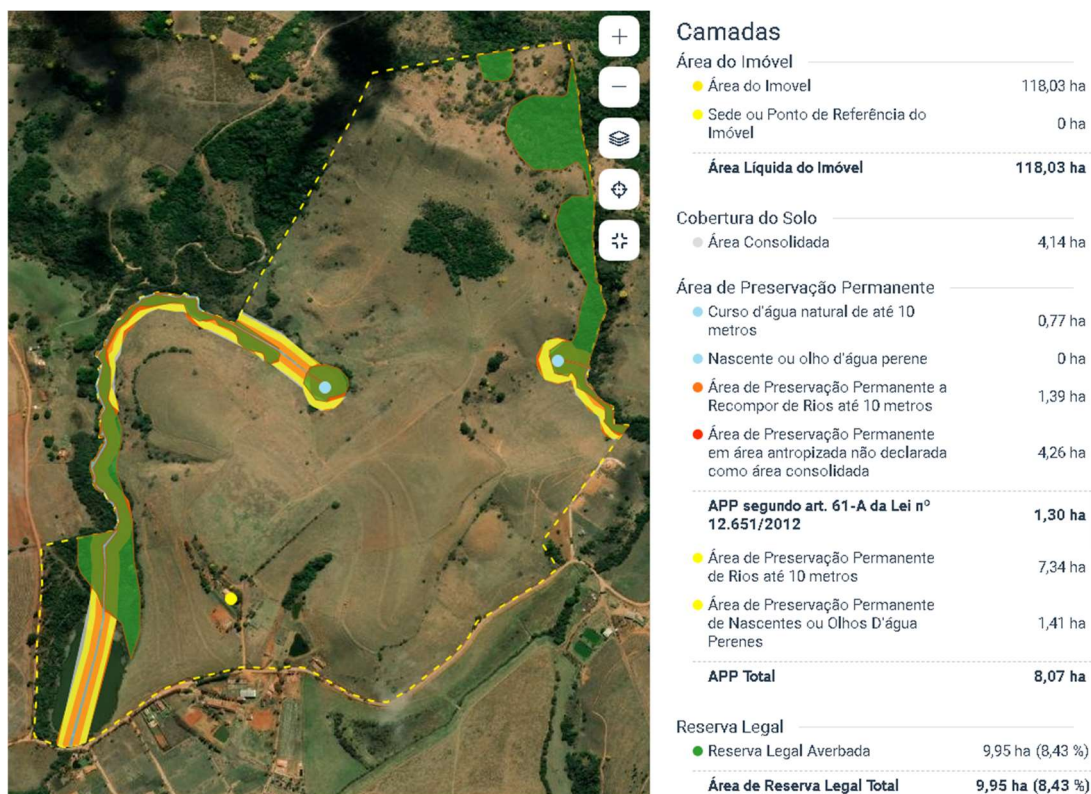 Camadas
Área do Imóvel
Área do Imovel 118,03 ha
Sede ou Ponto de Referência do
Imóvel 0 ha
Área Líquida do Imóvel 118,03 ha
Cobertura do Solo
Área Consolidada 4,14 ha
Área de Preservação Permanente
Curso d'água natural de até 10
metros 0,77 ha
Nascente ou olho d'água perene 0 ha
Área de Preservação Permanente a
Recompor de Rios até 10 metros 1,39 ha
Área de Preservação Permanente
em área antropizada não declarada 4,26 ha
como área consolidada
APP segundo art. 61-A da Lei nº
12.651/2012 1,30 ha
Área de Preservação Permanente
de Rios até 10 metros 7,34 ha
Área de Preservação Permanente
de Nascentes ou Olhos D'água 1,41 ha
Perenes
APP Total 8,07 ha
Reserva Legal
Reserva Legal Averbada 9,95 ha (8,43 %)
Área de Reserva Legal Total 9,95 ha (8,43 %)